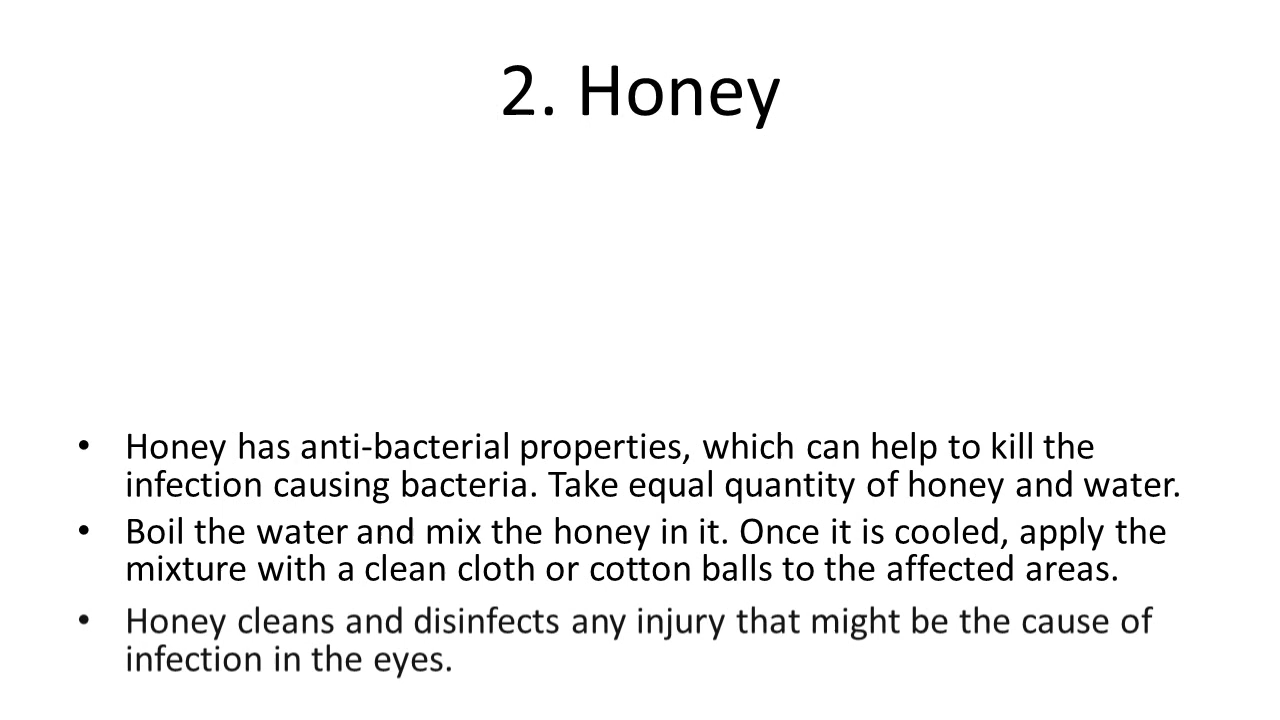 2. Honey
• Honey has anti-bacterial properties, which can help to kill the
infection causing bacteria. Take equal quantity of honey and water.
• Boil the water and mix the honey in it. Once it is cooled, apply the
mixture with a clean cloth or cotton balls to the affected areas.
• Honey cleans and disinfects any injury that might be the cause of
infection in the eyes.